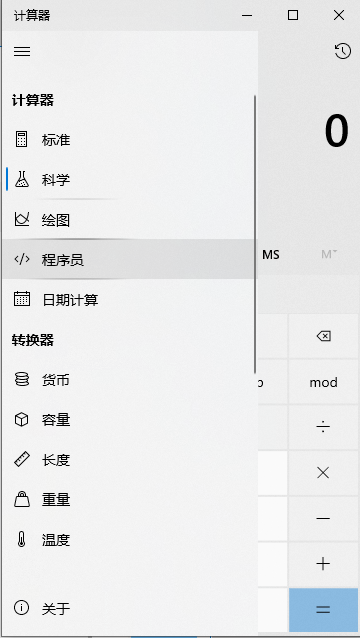 计算器
计算器
标准
科学
绘图
程序员
日期计算
转换器
货币
容量
长度
重量
温度
关于
0
MS
M
mod
÷
×
−
+
=